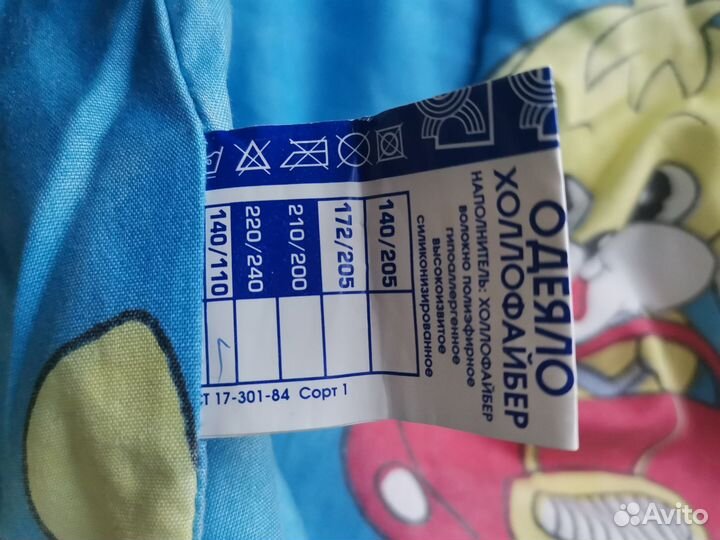 ОДЕЯЛО
ХОЛЛОФАЙБЕР
НАПОЛНИТЕЛЬ: ХОЛЛОФАЙБЕР
волокно полиэфирное
гипоаллергенное
высокоизвитое
силиконизированное
140/205
172/205
210/200
220/240
140/110
СТ 17-301-84 Сорт 1
Avito